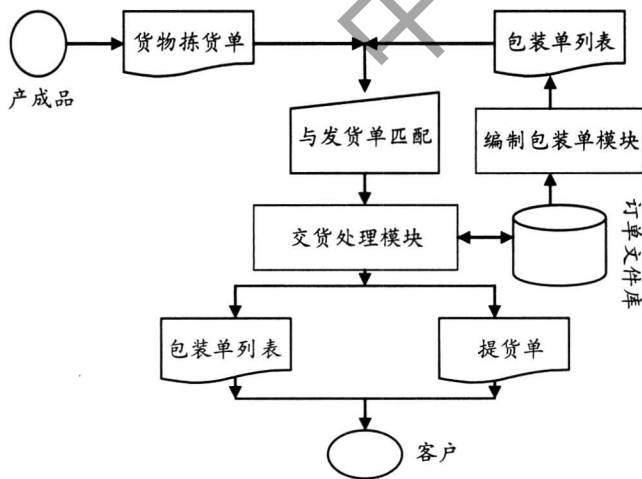 货物拣货单
包装单列表
产成品
与发货单匹配
编制包装单模块
交货处理模块
订单文件库
包装单列表
提货单
客户